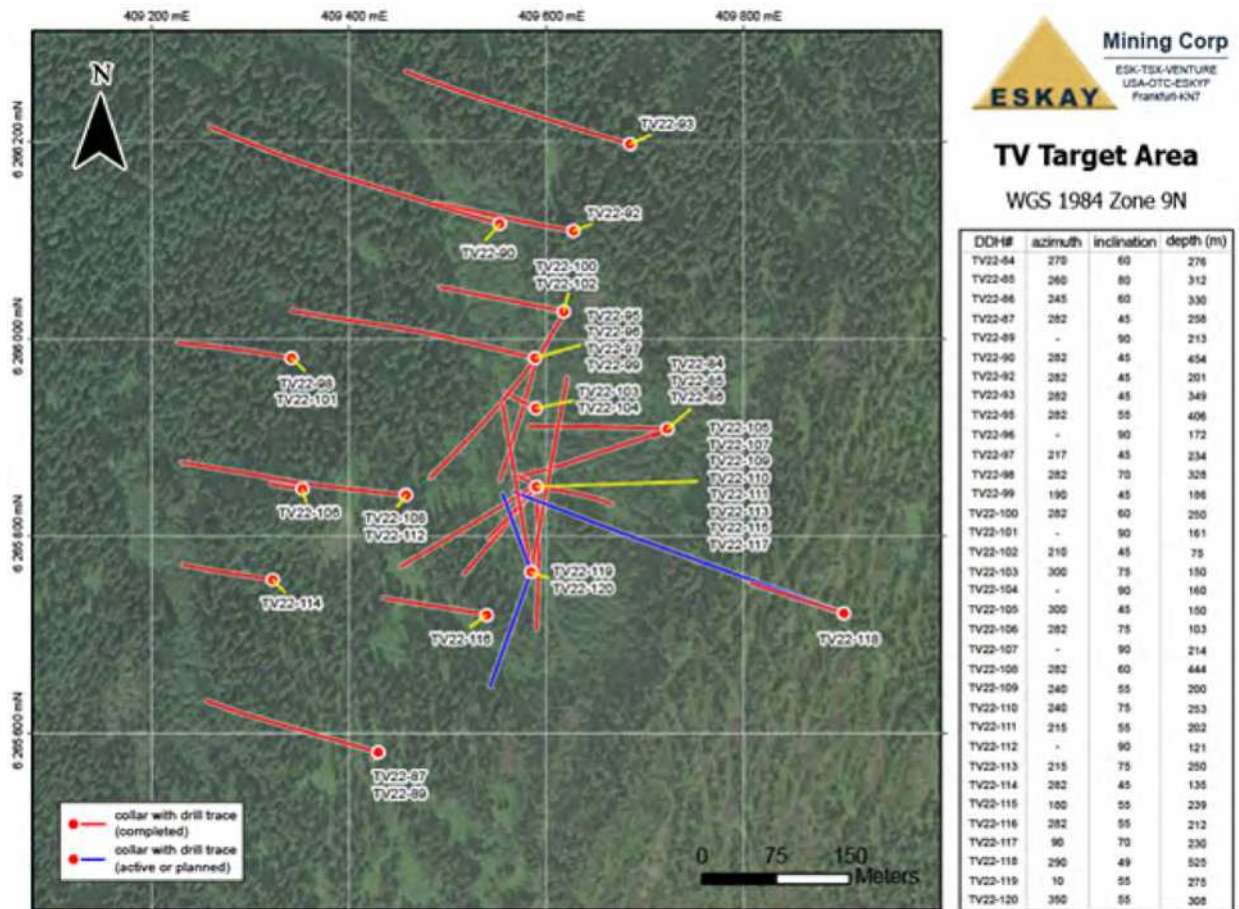 409 200 mE 409 400 mE 409 600 mE 409 800 mE
N
6 266 200 mN
6 266 000 mN
6 265 800 mN
6 265 600 mN
TV22-93
TV22-92
TV22-90
TV22-100
TV22-102
TV22-95
TV22-96
TV22-97
TV22-99
TV22-98
TV22-101
TV22-103
TV22-104
TV22-84
TV22-85
TV22-86
TV22-105
TV22-107
TV22-109
TV22-110
TV22-111
TV22-113
TV22-115
TV22-117
TV22-106
TV22-108
TV22-112
TV22-119
TV22-120
TV22-114
TV22-116
TV22-118
TV22-87
TV22-89
collar with drill trace
(completed)
collar with drill trace
(active or planned)
0 75 150
Meters
ESKAY
Mining Corp
ESK-TSX-VENTURE
USA-OTC-ESKYF
Frankfurt-KN7
TV Target Area
WGS 1984 Zone 9N
DDH# azimuth inclination depth (m)
TV22-84 270 60 276
TV22-85 260 80 312
TV22-86 245 60 330
TV22-87 282 45 258
TV22-89 - 90 213
TV22-90 282 45 454
TV22-92 282 45 201
TV22-93 282 45 349
TV22-95 282 55 406
TV22-96 - 90 172
TV22-97 217 45 234
TV22-98 282 70 328
TV22-99 190 45 186
TV22-100 282 60 250
TV22-101 - 90 161
TV22-102 210 45 75
TV22-103 300 75 150
TV22-104 - 90 160
TV22-105 300 45 150
TV22-106 282 75 103
TV22-107 - 90 214
TV22-108 282 60 444
TV22-109 240 55 200
TV22-110 240 75 253
TV22-111 215 55 202
TV22-112 - 90 121
TV22-113 215 75 250
TV22-114 282 45 135
TV22-115 180 55 239
TV22-116 282 55 212
TV22-117 90 70 230
TV22-118 290 49 525
TV22-119 10 55 275
TV22-120 350 55 308